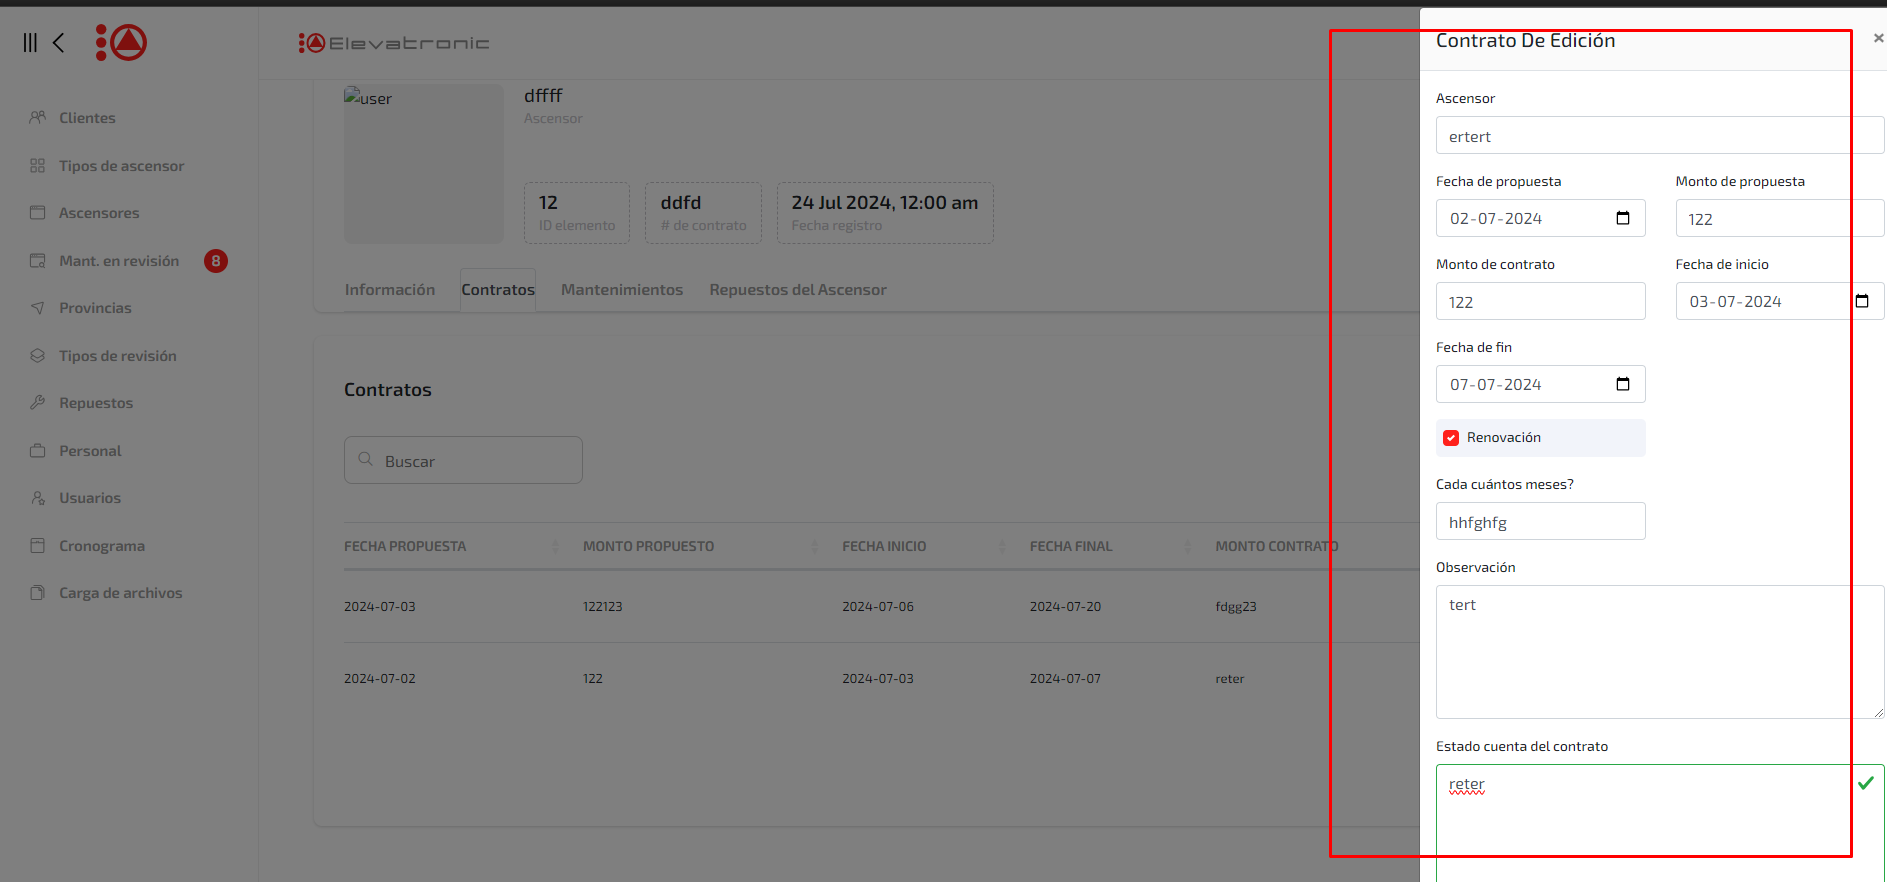 Elevatronic
Clientes
Tipos de ascensor
Ascensores
Mant. en revisión 8
Provincias
Tipos de revisión
Repuestos
Personal
Usuarios
Cronograma
Carga de archivos
user
dffff
Ascensor
12
ID elemento
ddfd
# de contrato
24 Jul 2024, 12:00 am
Fecha registro
Información Contratos Mantenimientos Repuestos del Ascensor
Contratos
Buscar
FECHA PROPUESTA MONTO PROPUESTO FECHA INICIO FECHA FINAL MONTO CONTRATO
2024-07-03 122123 2024-07-06 2024-07-20 fdgg23
2024-07-02 122 2024-07-03 2024-07-07 reter
Contrato De Edición ×
Ascensor
ertert
Fecha de propuesta Monto de propuesta
02-07-2024 122
Monto de contrato Fecha de inicio
122 03-07-2024
Fecha de fin
07-07-2024
Renovación
Cada cuántos meses?
hhfghfg
Observación
tert
Estado cuenta del contrato
reter